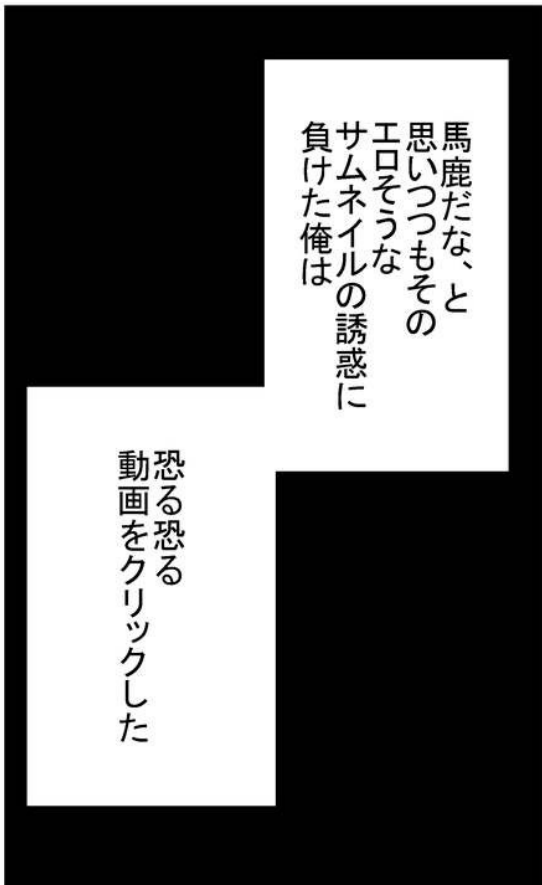 馬鹿だな、と
思いつつもその
エロそうな
サムネイルの誘惑に
負けた俺は
恐る恐る
動画をクリックした